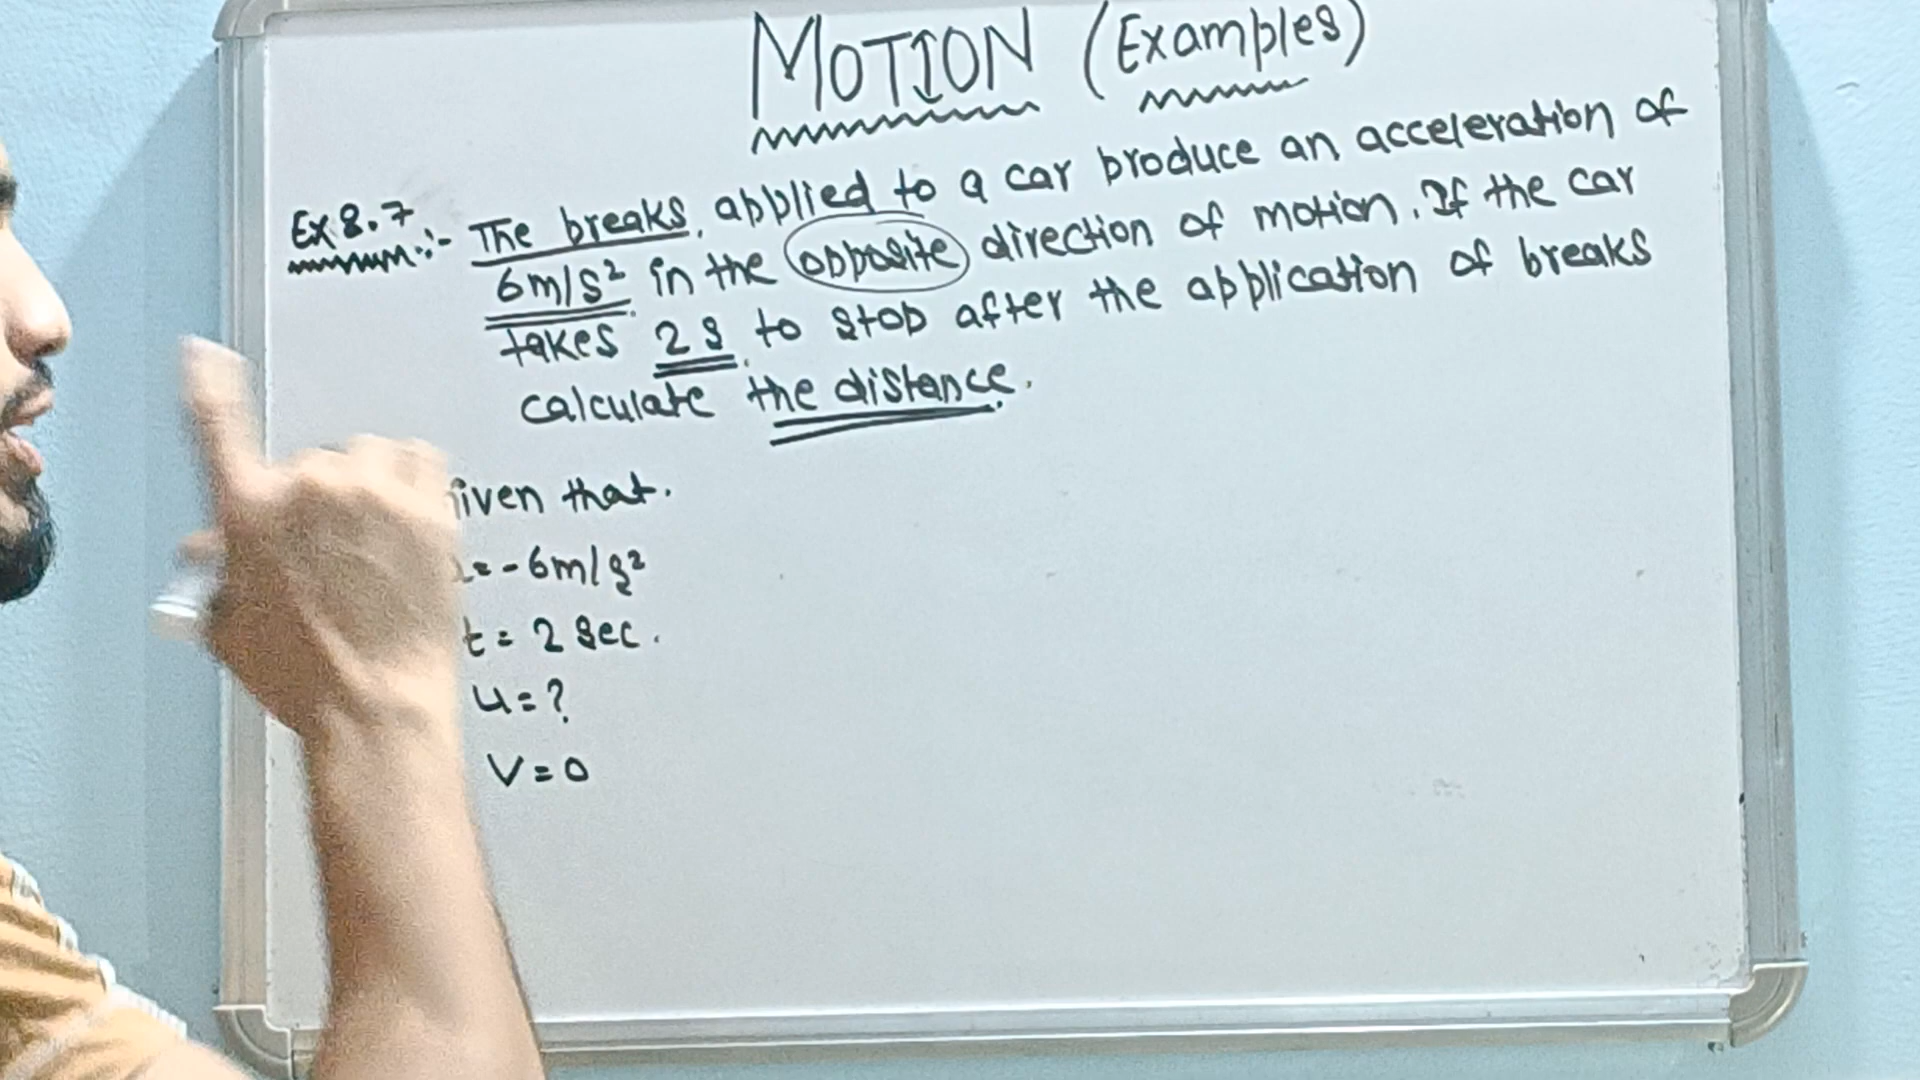 MOTION (Examples)
Ex 8.7 :- The breaks, applied to a car produce an acceleration of
6m/s² in the opposite direction of motion. If the car
takes 2s to stop after the application of breaks
calculate the distance.
iven that.
= - 6m/s²
t = 2 sec.
u = ?
V = 0